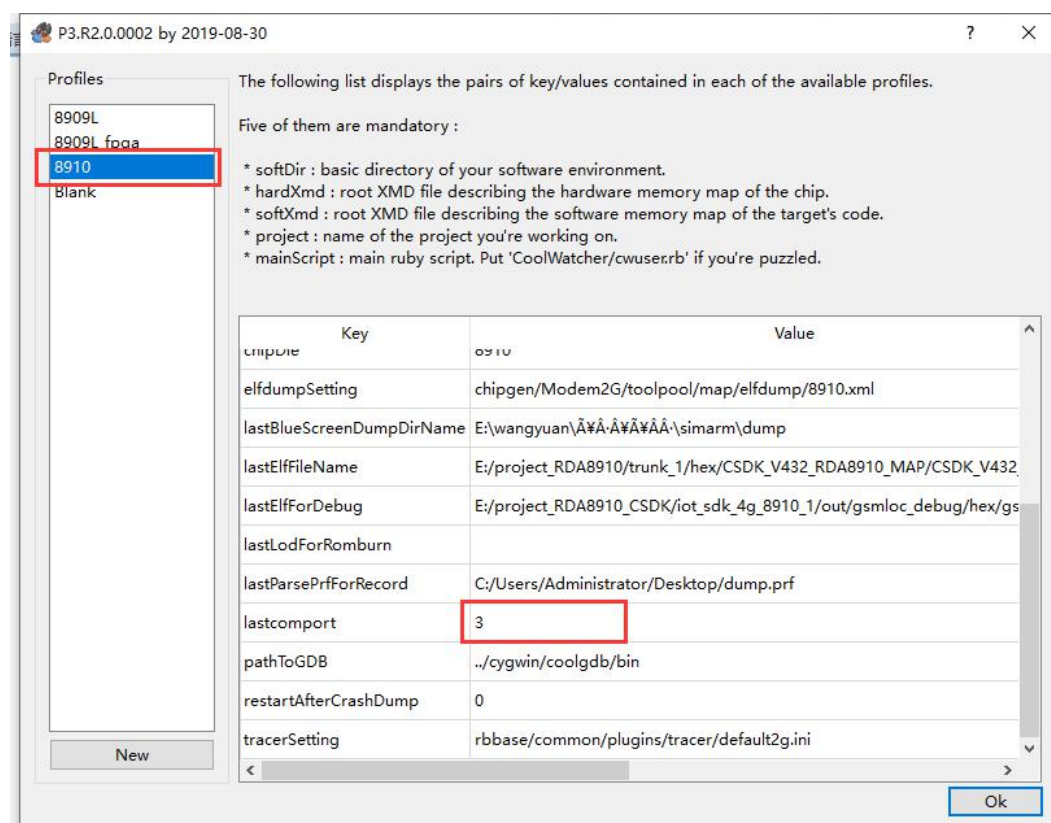 P3.R2.0.0002 by 2019-08-30
Profiles
8909L
8909L_fpga
8910
Blank
New
The following list displays the pairs of key/values contained in each of the available profiles.
Five of them are mandatory :
* softDir : basic directory of your software environment.
* hardXmd : root XMD file describing the hardware memory map of the chip.
* softXmd : root XMD file describing the software memory map of the target's code.
* project : name of the project you're working on.
* mainScript : main ruby script. Put 'CoolWatcher/cwuser.rb' if you're puzzled.
Key Value
chipDie 8910
elfdumpSetting chipgen/Modem2G/toolpool/map/elfdump/8910.xml
lastBlueScreenDumpDirName E:\wangyuan\Ã¥Â·Â¥Ã¥ÂÂ·\simarm\dump
lastElfFileName E:/project_RDA8910/trunk_1/hex/CSDK_V432_RDA8910_MAP/CSDK_V432_
lastElfForDebug E:/project_RDA8910_CSDK/iot_sdk_4g_8910_1/out/gsmloc_debug/hex/gs
lastLodForRomburn
lastParsePrfForRecord C:/Users/Administrator/Desktop/dump.prf
lastcomport 3
pathToGDB ../cygwin/coolgdb/bin
restartAfterCrashDump 0
tracerSetting rbbase/common/plugins/tracer/default2g.ini
Ok